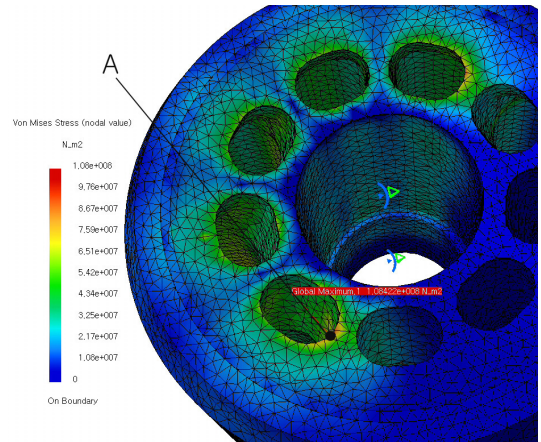 A
Von Mises Stress (nodal value)
N_m2
1.08e+008
9.76e+007
8.67e+007
7.59e+007
6.51e+007
5.42e+007
4.34e+007
3.25e+007
2.17e+007
1.08e+007
0
On Boundary
Global Maximum.1: 1.08422e+008 N_m2